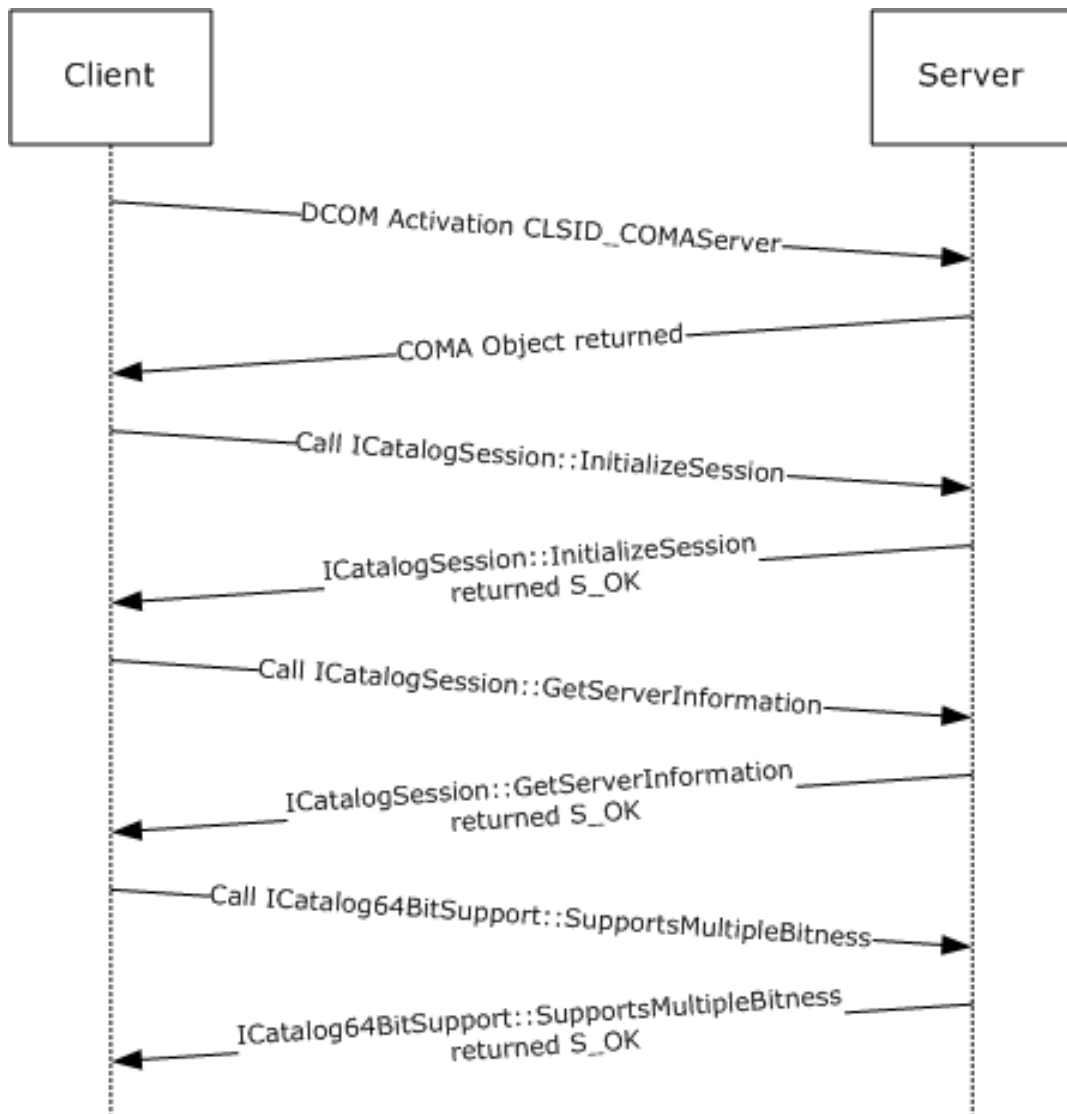 Client
Server
DCOM Activation CLSID_COMAServer
COMA Object returned
Call ICatalogSession::InitializeSession
ICatalogSession::InitializeSession
returned S_OK
Call ICatalogSession::GetServerInformation
ICatalogSession::GetServerInformation
returned S_OK
Call ICatalog64BitSupport::SupportsMultipleBitness
ICatalog64BitSupport::SupportsMultipleBitness
returned S_OK